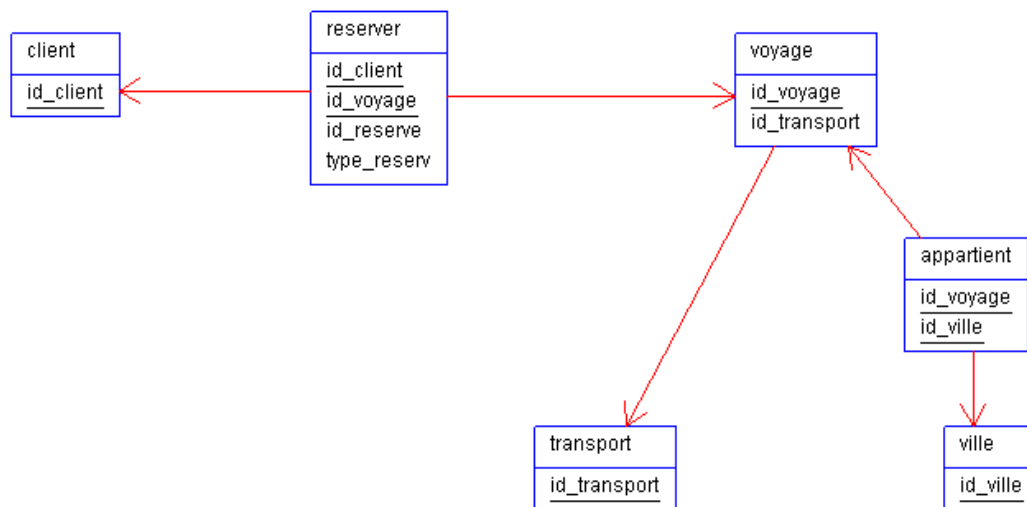 client
id_client
reserver
id_client
id_voyage
id_reserve
type_reserv
voyage
id_voyage
id_transport
appartient
id_voyage
id_ville
transport
id_transport
ville
id_ville